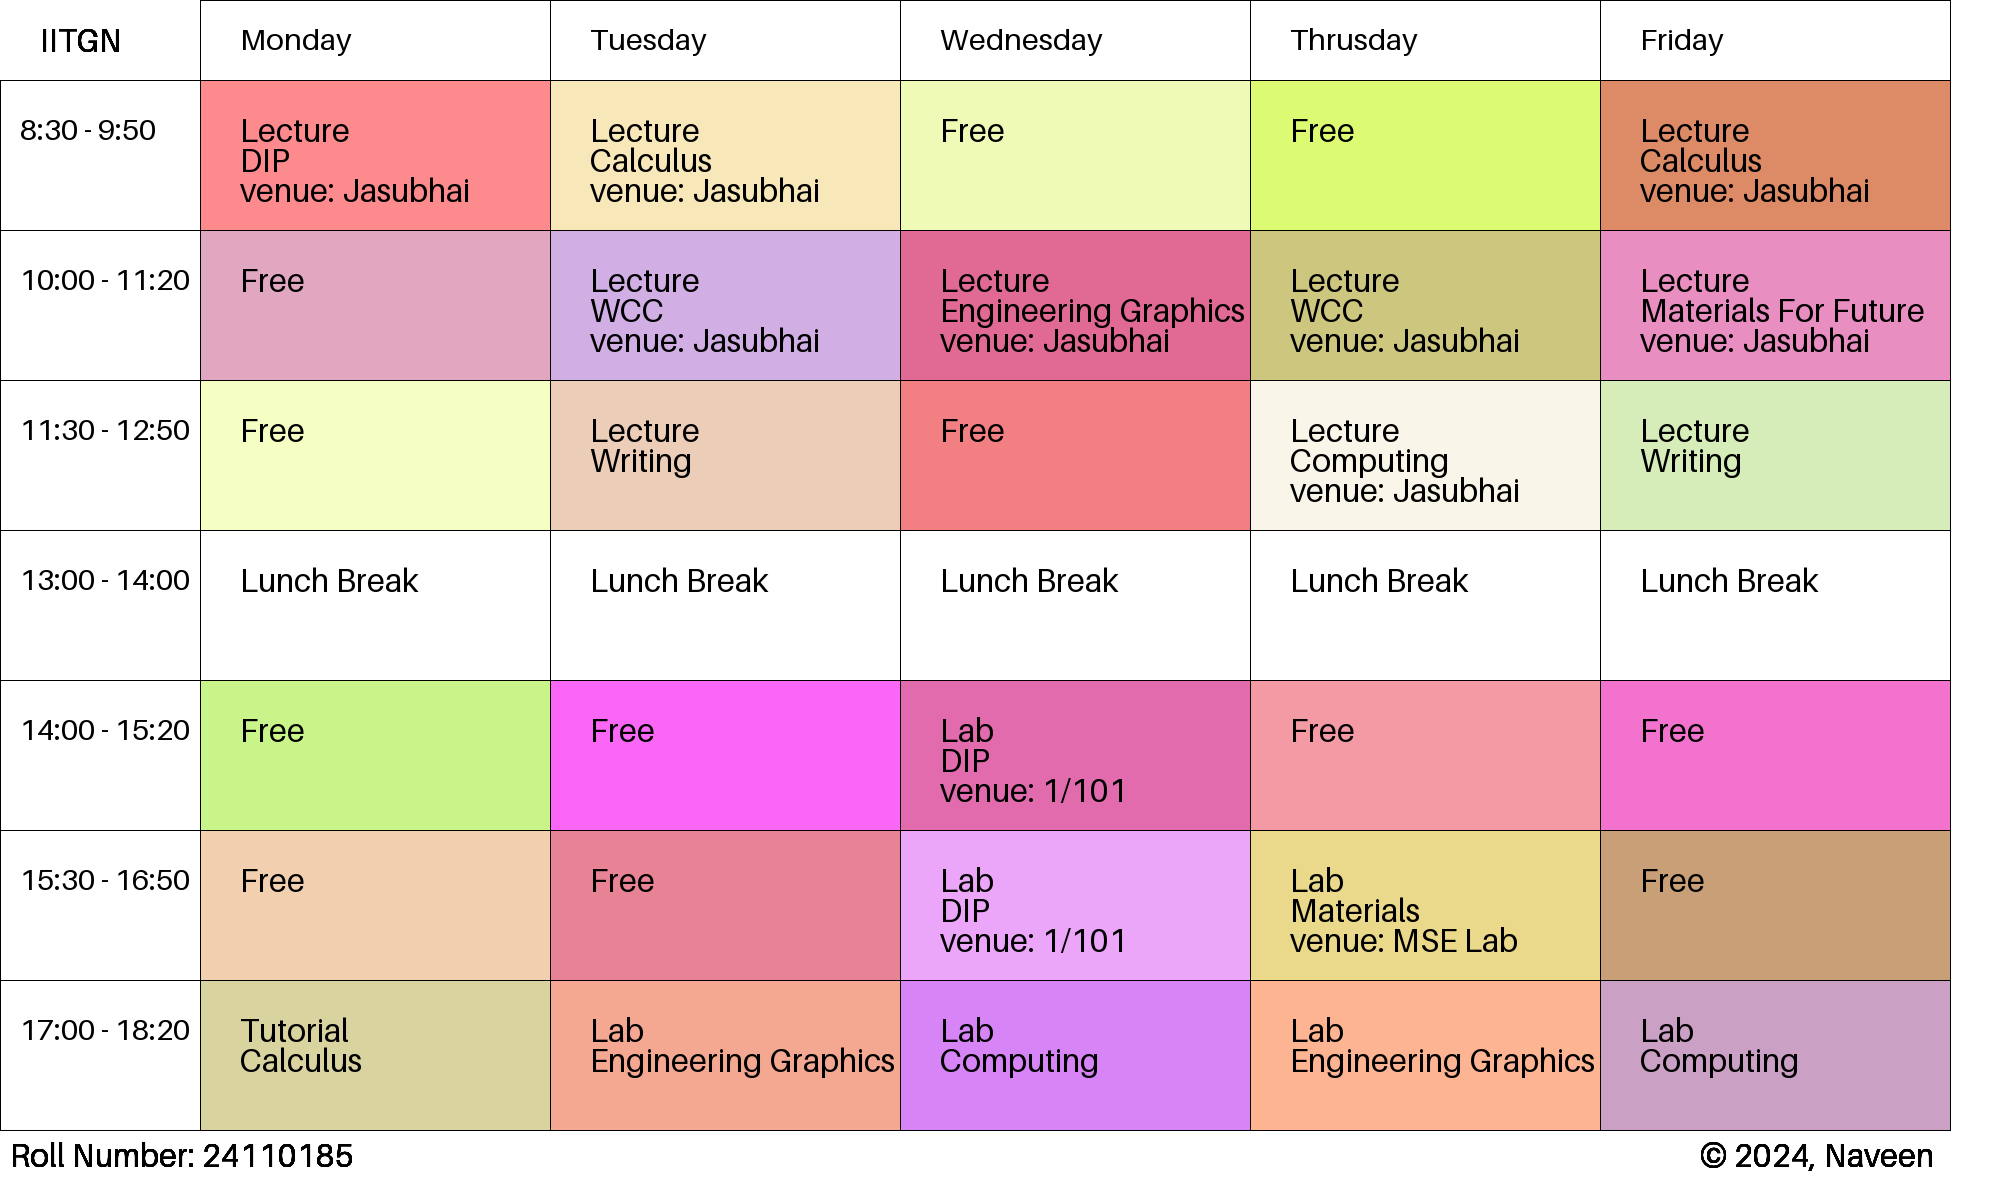 IITGN Monday Tuesday Wednesday Thrusday Friday
8:30 - 9:50
Lecture
DIP
venue: Jasubhai
Lecture
Calculus
venue: Jasubhai
Free
Free
Lecture
Calculus
venue: Jasubhai
10:00 - 11:20
Free
Lecture
WCC
venue: Jasubhai
Lecture
Engineering Graphics
venue: Jasubhai
Lecture
WCC
venue: Jasubhai
Lecture
Materials For Future
venue: Jasubhai
11:30 - 12:50
Free
Lecture
Writing
Free
Lecture
Computing
venue: Jasubhai
Lecture
Writing
13:00 - 14:00
Lunch Break
Lunch Break
Lunch Break
Lunch Break
Lunch Break
14:00 - 15:20
Free
Free
Lab
DIP
venue: 1/101
Free
Free
15:30 - 16:50
Free
Free
Lab
DIP
venue: 1/101
Lab
Materials
venue: MSE Lab
Free
17:00 - 18:20
Tutorial
Calculus
Lab
Engineering Graphics
Lab
Computing
Lab
Engineering Graphics
Lab
Computing
Roll Number: 24110185
© 2024, Naveen